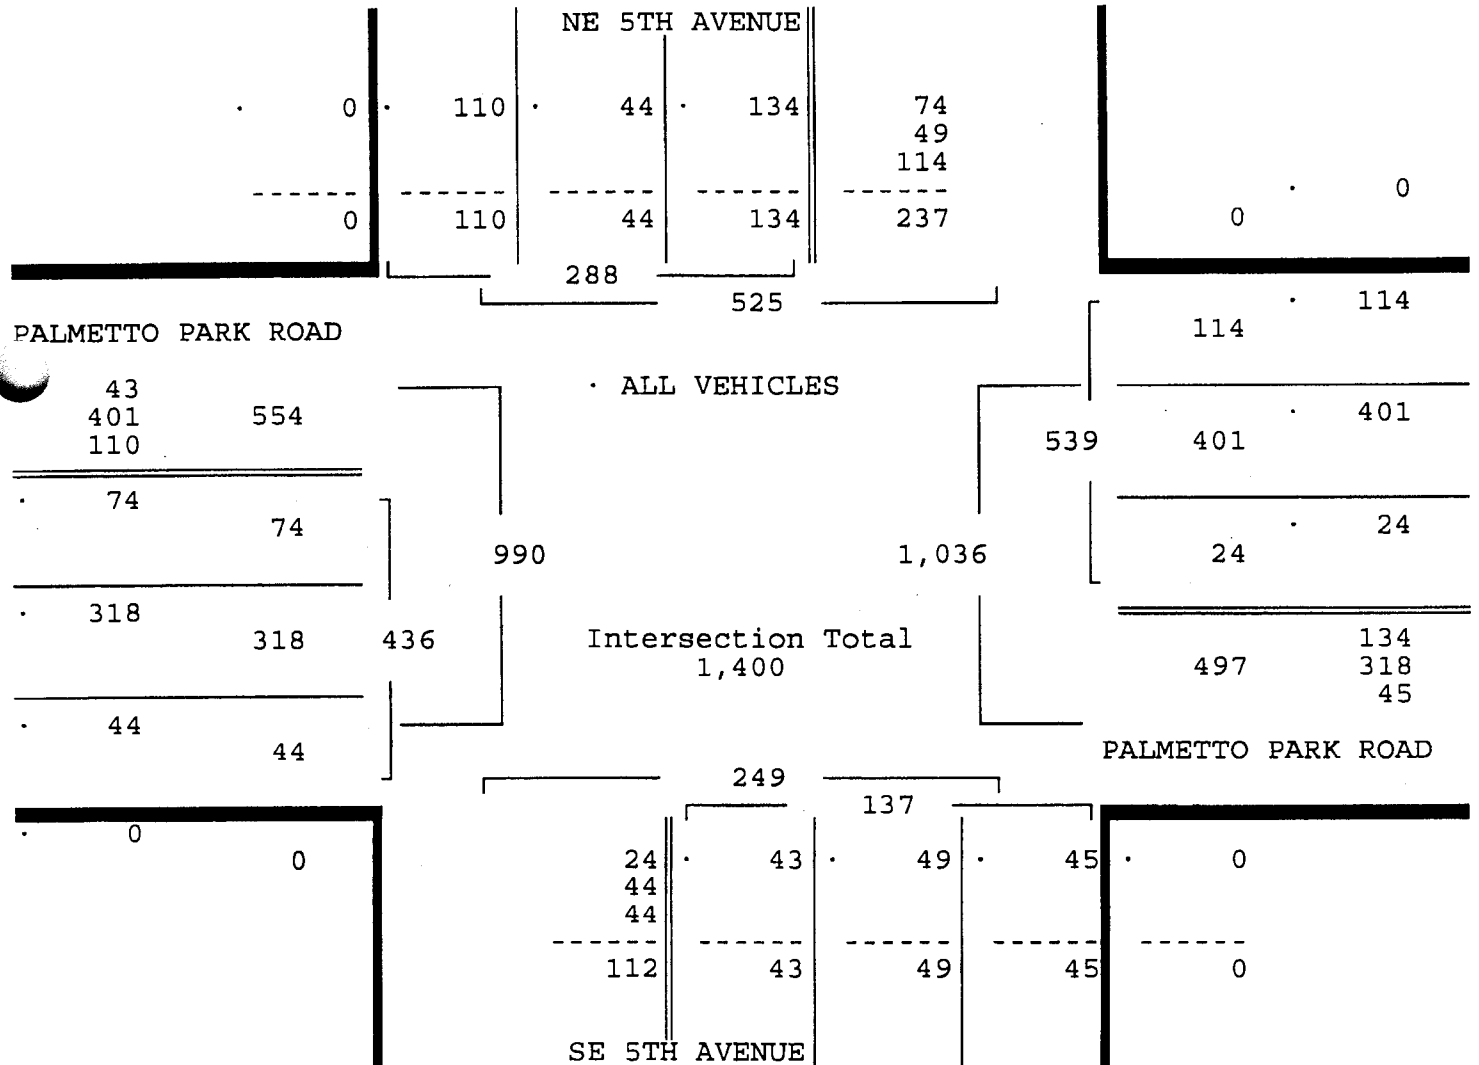 NE 5TH AVENUE
· 0 · 110 · 44 · 134 74
49
114
------ ------ ------ ------ ------
0 110 44 134 237
· 0
0
288
525
· 114
114
PALMETTO PARK ROAD
· ALL VEHICLES
43
401 554
110
· 401
539 401
· 74
74
· 24
24
990 1,036
· 318
318 436
Intersection Total
1,400
134
497 318
45
· 44
44
PALMETTO PARK ROAD
249
137
· 0
0
24 · 43 · 49 · 45 · 0
44
44
------ ------ ------ ------ ------
112 43 49 45 0
SE 5TH AVENUE